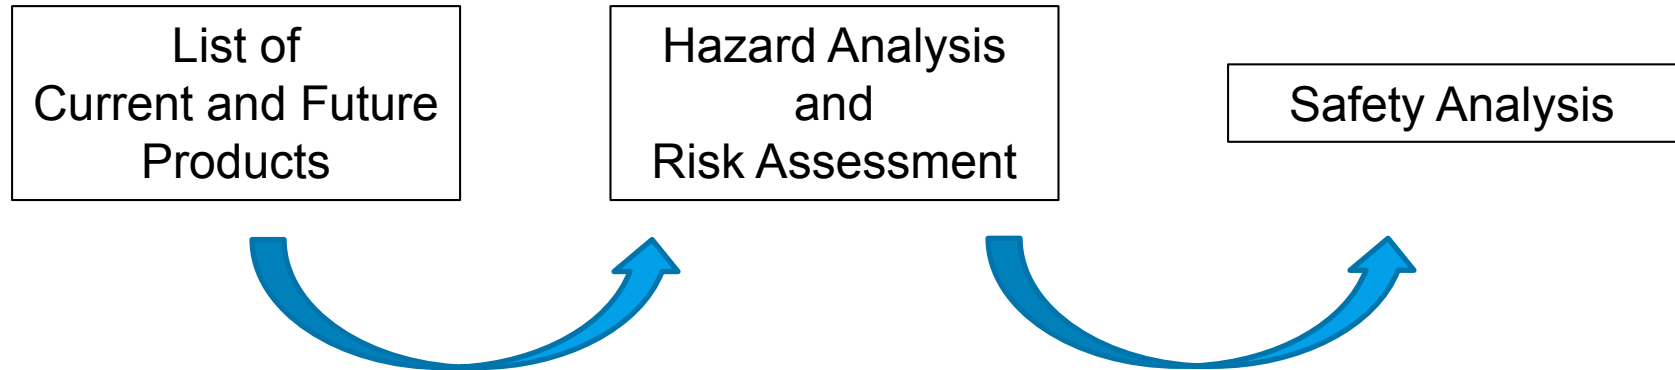 List of
Current and Future
Products
Hazard Analysis
and
Risk Assessment
Safety Analysis